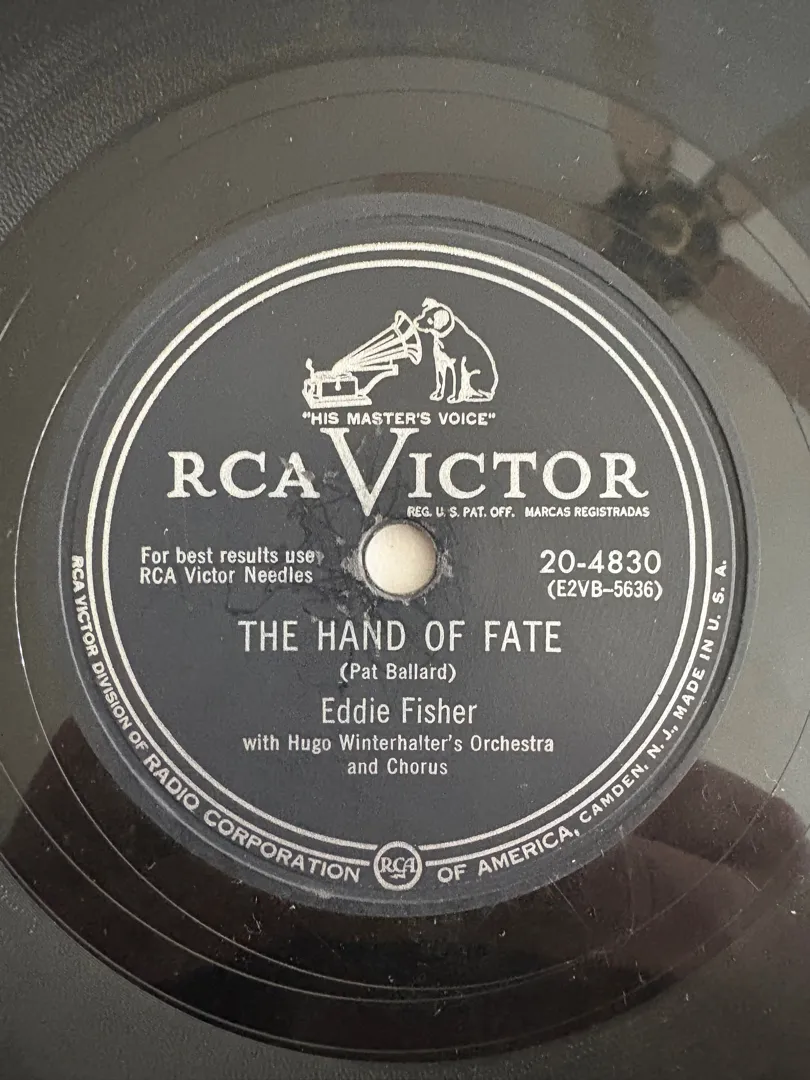 "HIS MASTER'S VOICE"
RCA VICTOR
REG. U. S. PAT. OFF. MARCAS REGISTRADAS
For best results use
RCA Victor Needles
20-4830
(E2VB-5636)
THE HAND OF FATE
(Pat Ballard)
Eddie Fisher
with Hugo Winterhalter's Orchestra
and Chorus
RCA VICTOR DIVISION OF RADIO CORPORATION RCA OF AMERICA, CAMDEN, N. J., MADE IN U. S. A.